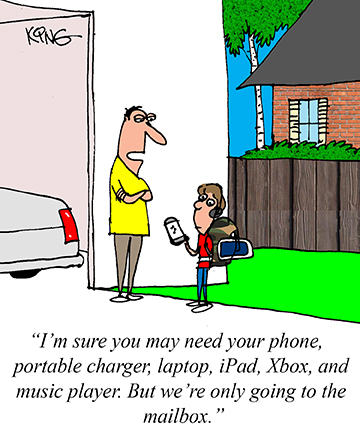 KING
“I’m sure you may need your phone,
portable charger, laptop, iPad, Xbox, and
music player. But we’re only going to the
mailbox.”